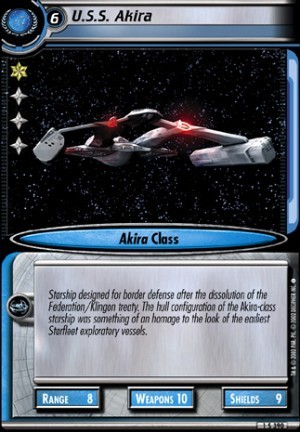 6
U.S.S. Akira
Akira Class
Starship designed for border defense after the dissolution of the
Federation/Klingon treaty. The hull configuration of the Akira-class
starship was something of an homage to the look of the earliest
Starfleet exploratory vessels.
RANGE 8
WEAPONS 10
SHIELDS 9